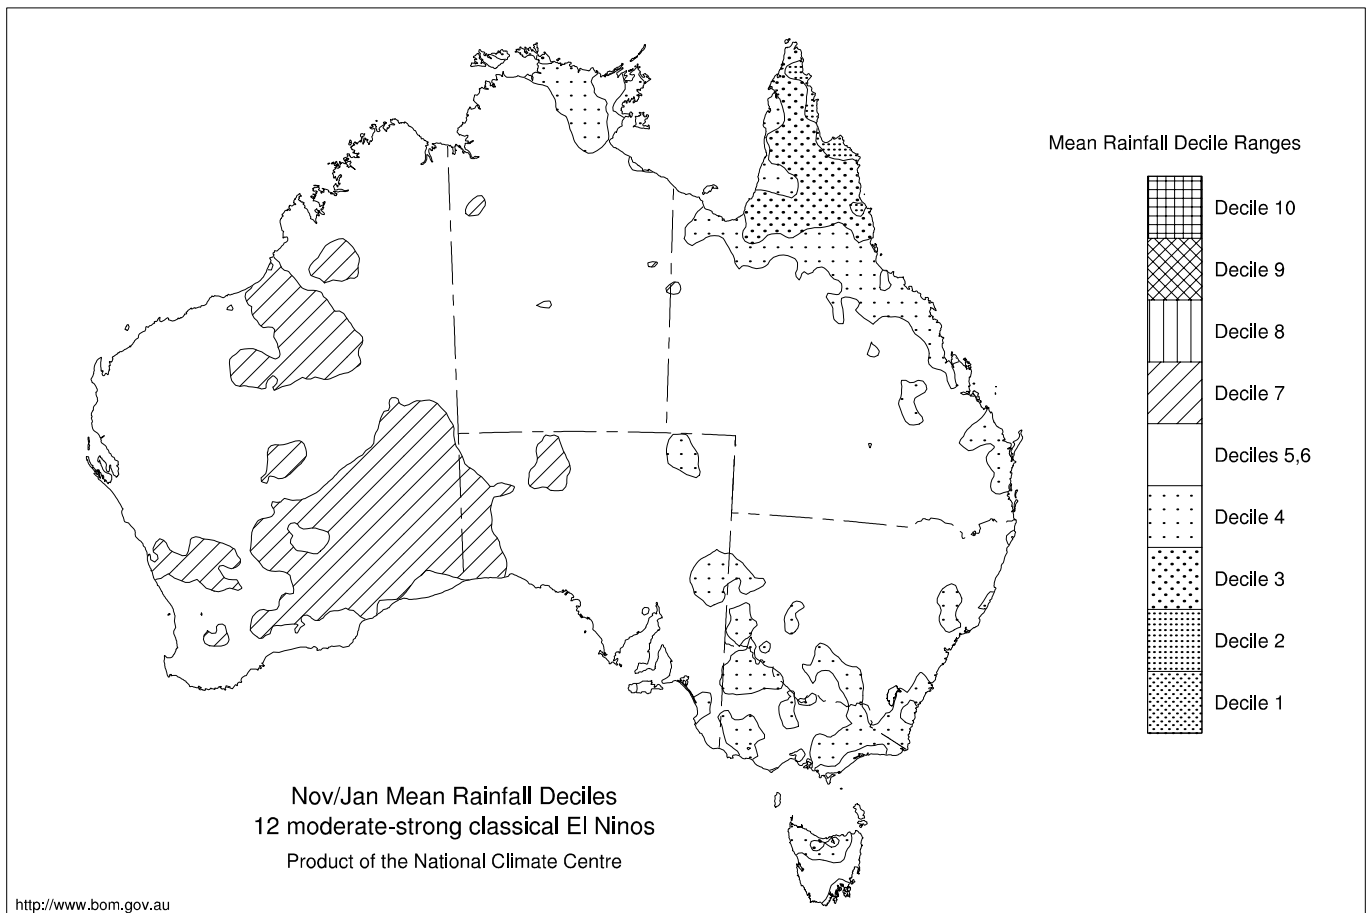 Mean Rainfall Decile Ranges
Decile 10
Decile 9
Decile 8
Decile 7
Deciles 5,6
Decile 4
Decile 3
Decile 2
Decile 1
Nov/Jan Mean Rainfall Deciles
12 moderate-strong classical El Ninos
Product of the National Climate Centre
http://www.bom.gov.au